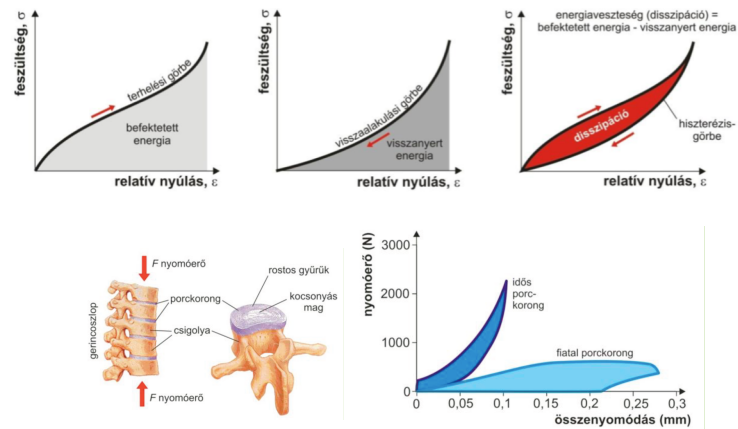 feszültség, σ
terhelési görbe
befektetett
energia
relatív nyúlás, ε
feszültség, σ
visszaalakulási görbe
visszanyert
energia
relatív nyúlás, ε
energiaveszteség (disszipáció) =
befektetett energia - visszanyert energia
feszültség, σ
disszipáció
hiszterézis-
görbe
relatív nyúlás, ε
F nyomóerő
gerincoszlop
porckorong
csigolya
F nyomóerő
rostos gyűrűk
kocsonyás
mag
nyomóerő (N)
3000
2000
1000
0
idős
porc-
korong
fiatal porckorong
0 0,05 0,1 0,15 0,2 0,25 0,3
összenyomódás (mm)